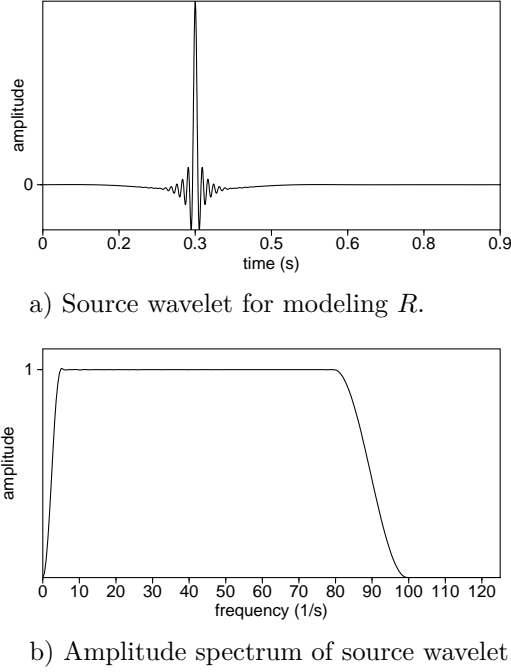 amplitude
0
0 0.2 0.3 0.5 0.6 0.8 0.9
time (s)
a) Source wavelet for modeling R.
1
amplitude
0 10 20 30 40 50 60 70 80 90 100 110 120
frequency (1/s)
b) Amplitude spectrum of source wavelet